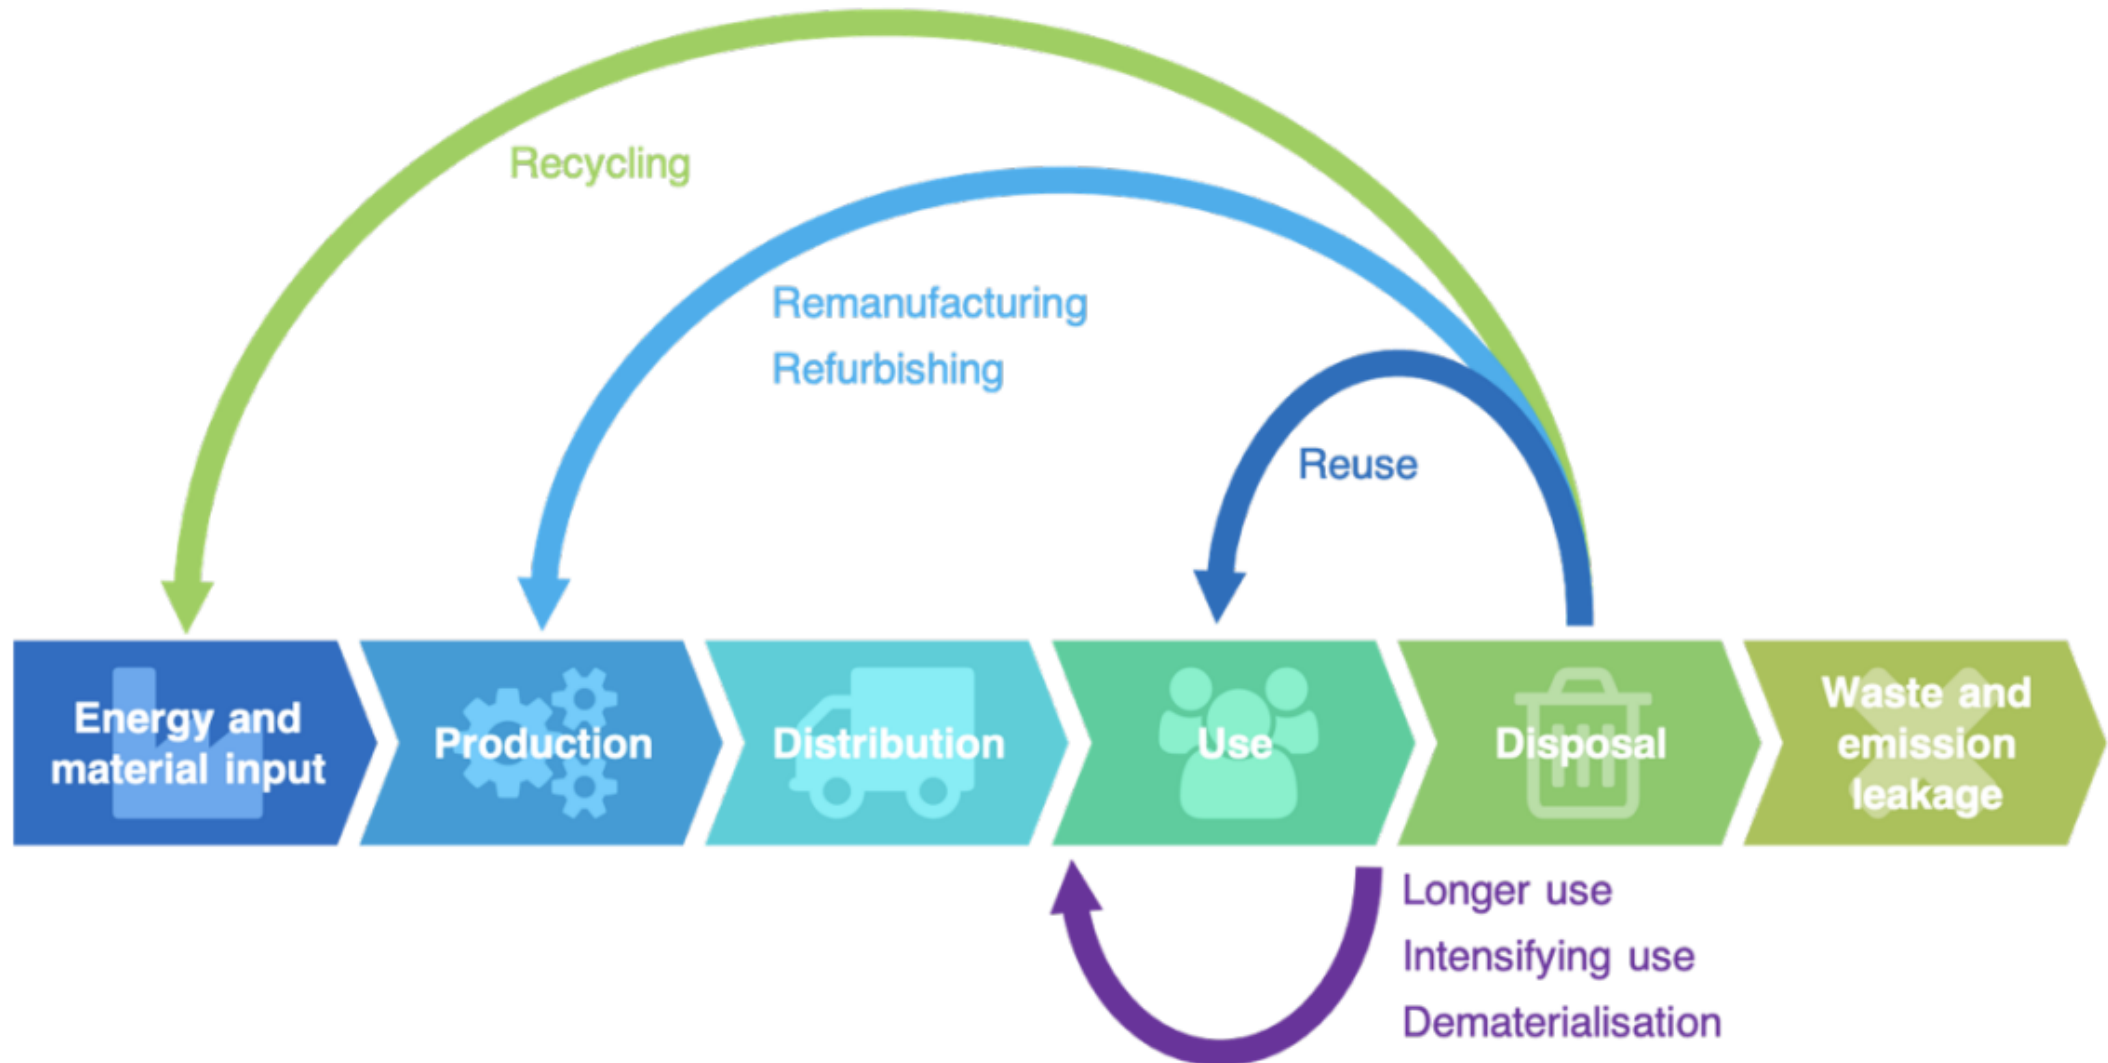 Recycling
Remanufacturing
Refurbishing
Reuse
Energy and
material input
Production
Distribution
Use
Disposal
Waste and
emission
leakage
Longer use
Intensifying use
Dematerialisation